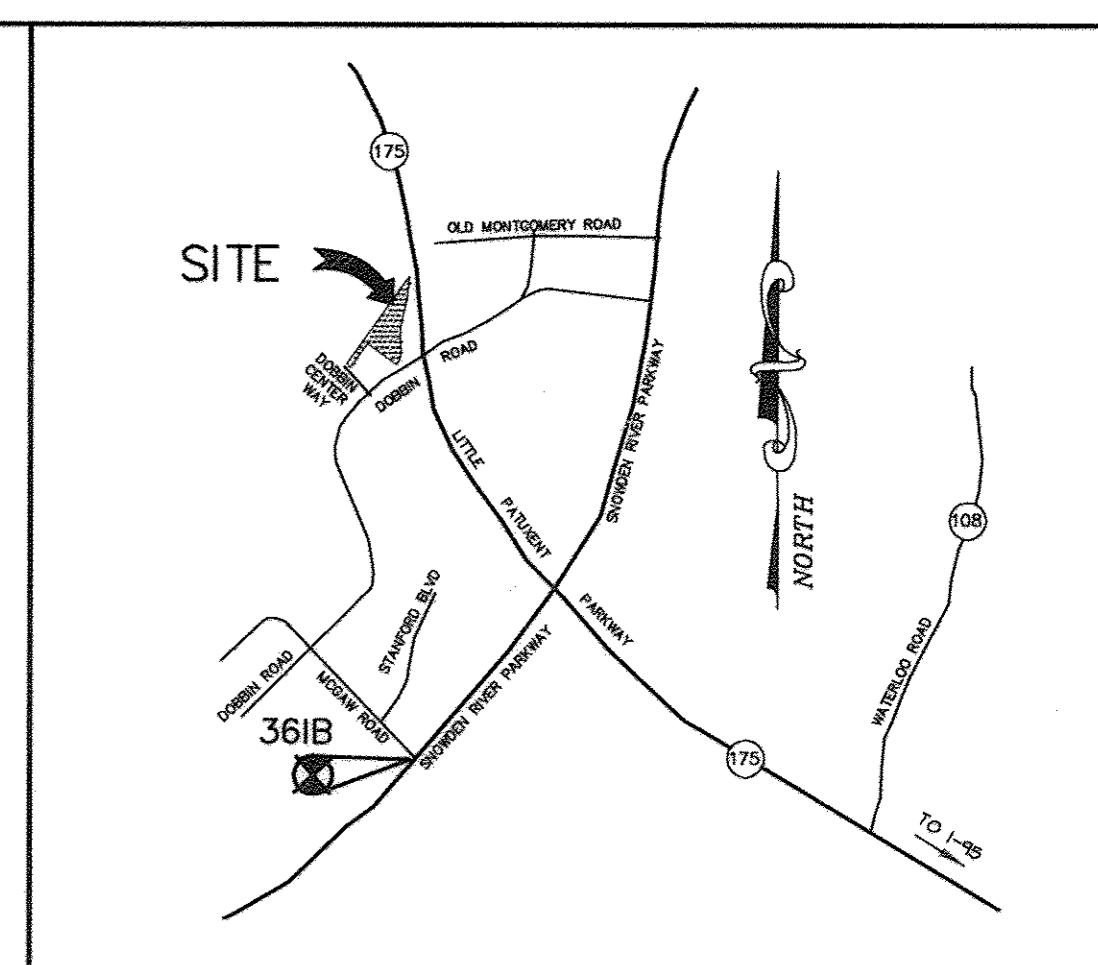 175
OLD MONTGOMERY ROAD
SITE
DOBBIN ROAD
DOBBIN
CENTER
WAY
SNOWDEN RIVER PARKWAY
LITTLE PATUXENT PARKWAY
NORTH
108
STANFORD BLVD
WATERLOO ROAD
DOBBIN ROAD
MCGAW ROAD
SNOWDEN RIVER PARKWAY
36IB
175
TO I-95